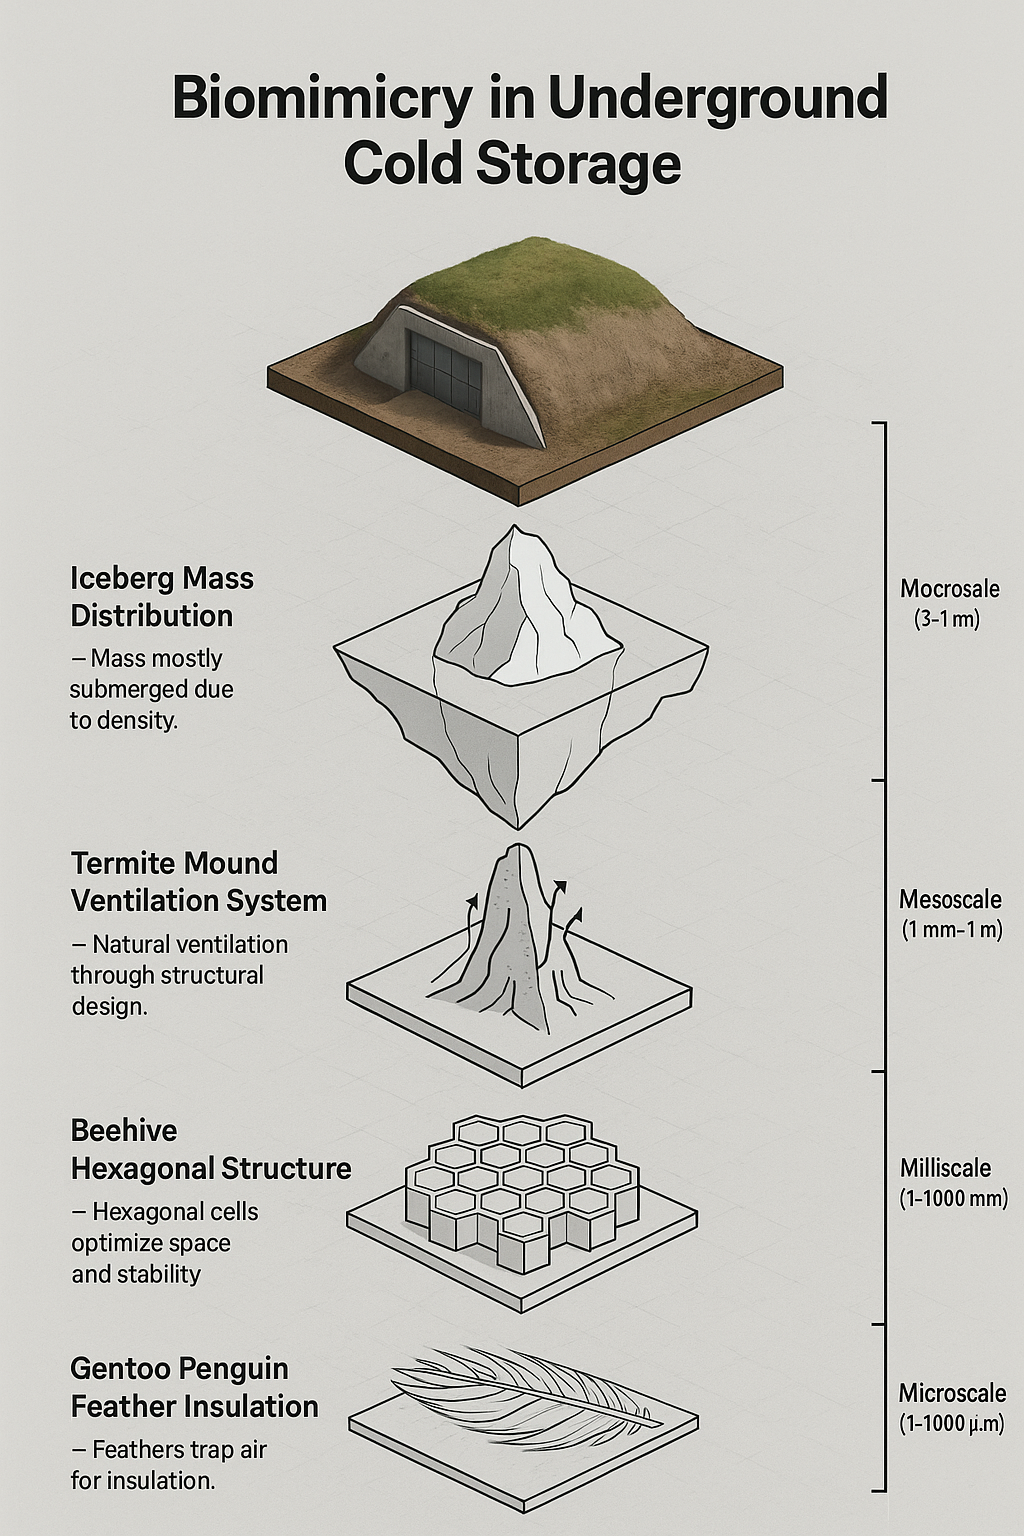 Biomimicry in Underground
Cold Storage
Iceberg Mass
Distribution
– Mass mostly
submerged due
to density.
Mocrosale
(3–1 m)
Termite Mound
Ventilation System
– Natural ventilation
through structural
design.
Mesoscale
(1 mm–1 m)
Beehive
Hexagonal Structure
– Hexagonal cells
optimize space
and stability
Milliscale
(1–1000 mm)
Gentoo Penguin
Feather Insulation
– Feathers trap air
for insulation.
Microscale
(1–1000 µ.m)